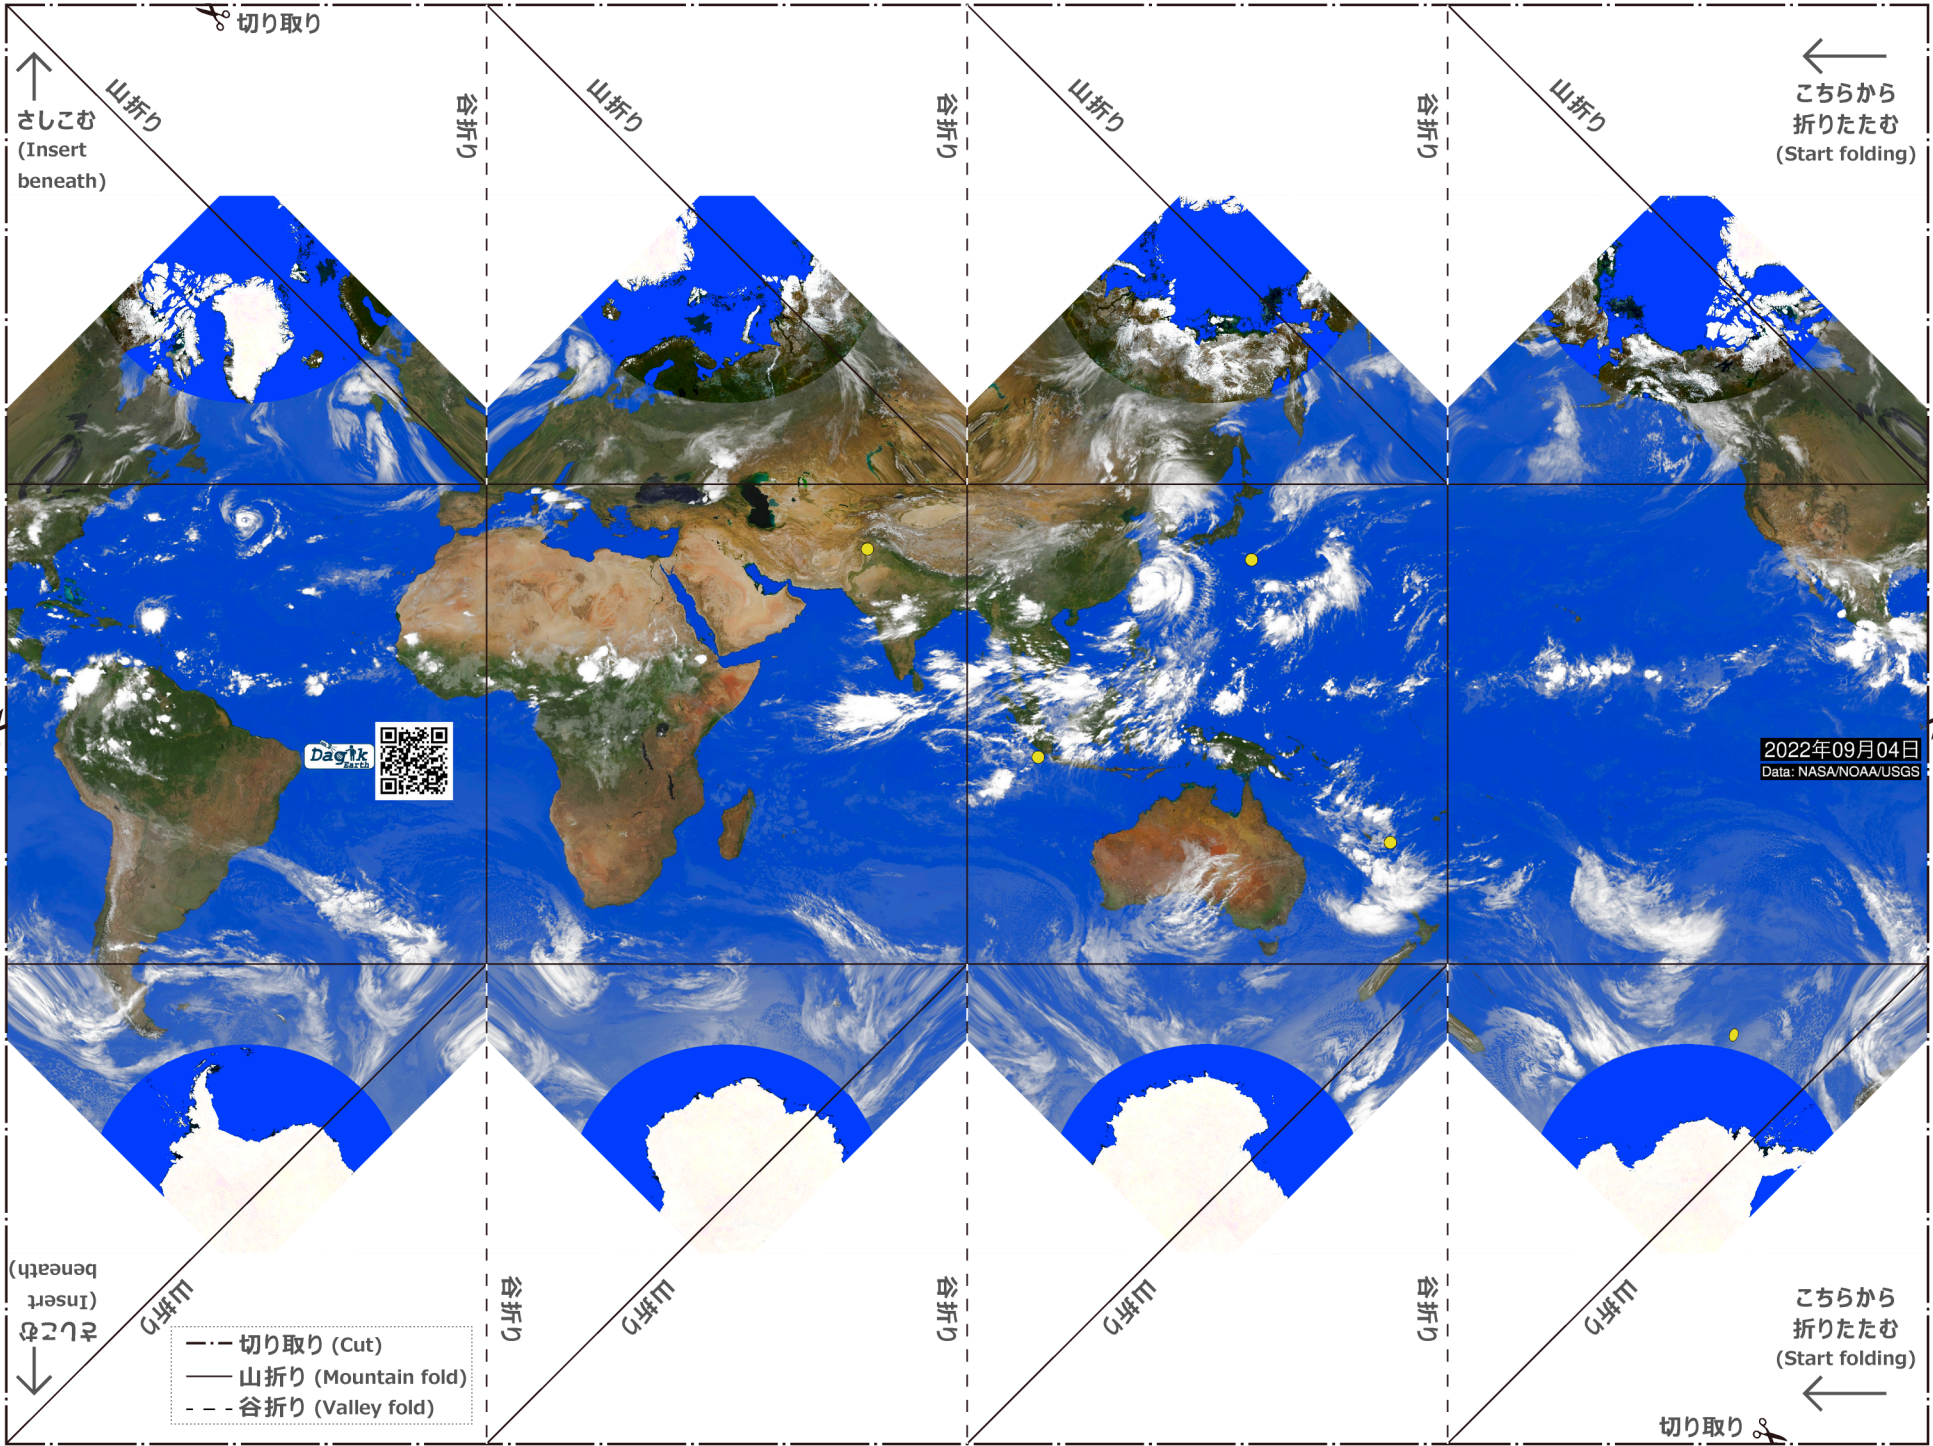 切り取り
山折り
谷折り
山折り
谷折り
山折り
谷折り
山折り
さしこむ
(Insert
beneath)
こちらから
折りたたむ
(Start folding)
Dagik
Earth
2022年09月04日
Data: NASA/NOAA/USGS
さしこむ
(Insert
beneath)
山折り
谷折り
山折り
谷折り
山折り
谷折り
山折り
こちらから
折りたたむ
(Start folding)
切り取り (Cut)
山折り (Mountain fold)
谷折り (Valley fold)
切り取り